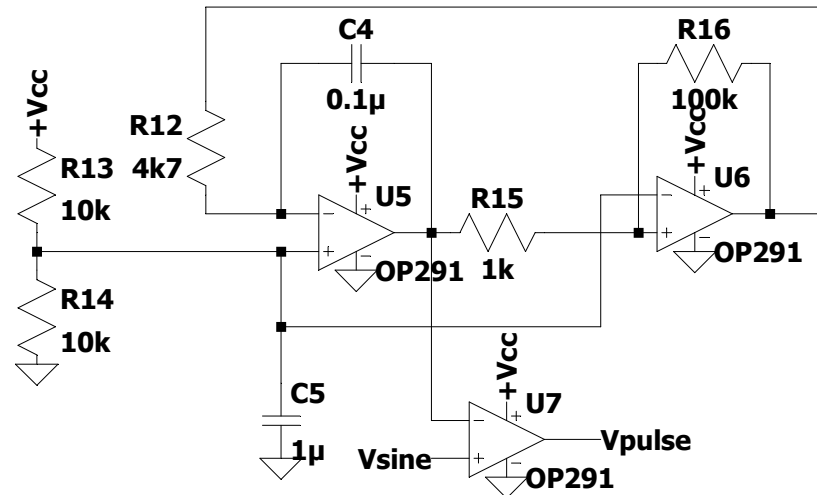 C4
0.1µ
R16
100k
+Vcc
R12
4k7
R13
10k
+Vcc
U5
R15
1k
+Vcc
U6
OP291
OP291
R14
10k
C5
1µ
+Vcc
U7
Vsine
Vpulse
OP291